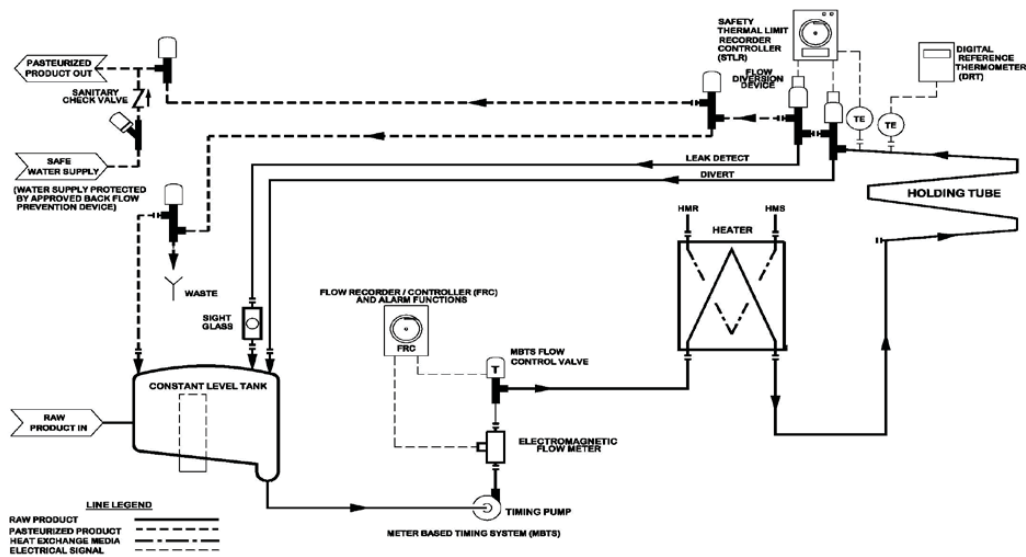 SAFETY
THERMAL LIMIT
RECORDER
CONTROLLER
(STLR)
DIGITAL
REFERENCE
THERMOMETER
(DRT)
PASTEURIZED
PRODUCT OUT
FLOW
DIVERSION
DEVICE
SANITARY
CHECK VALVE
TE
TE
SAFE
WATER SUPPLY
LEAK DETECT
(WATER SUPPLY PROTECTED
BY APPROVED BACK FLOW
PREVENTION DEVICE)
DIVERT
HOLDING TUBE
HMR
HMS
HEATER
WASTE
FLOW RECORDER / CONTROLLER (FRC)
AND ALARM FUNCTIONS
SIGHT
GLASS
FRC
MBTS FLOW
CONTROL VALVE
T
CONSTANT LEVEL TANK
RAW
PRODUCT IN
ELECTROMAGNETIC
FLOW METER
LINE LEGEND
TIMING PUMP
RAW PRODUCT
PASTEURIZED PRODUCT
HEAT EXCHANGE MEDIA
ELECTRICAL SIGNAL
METER BASED TIMING SYSTEM (MBTS)